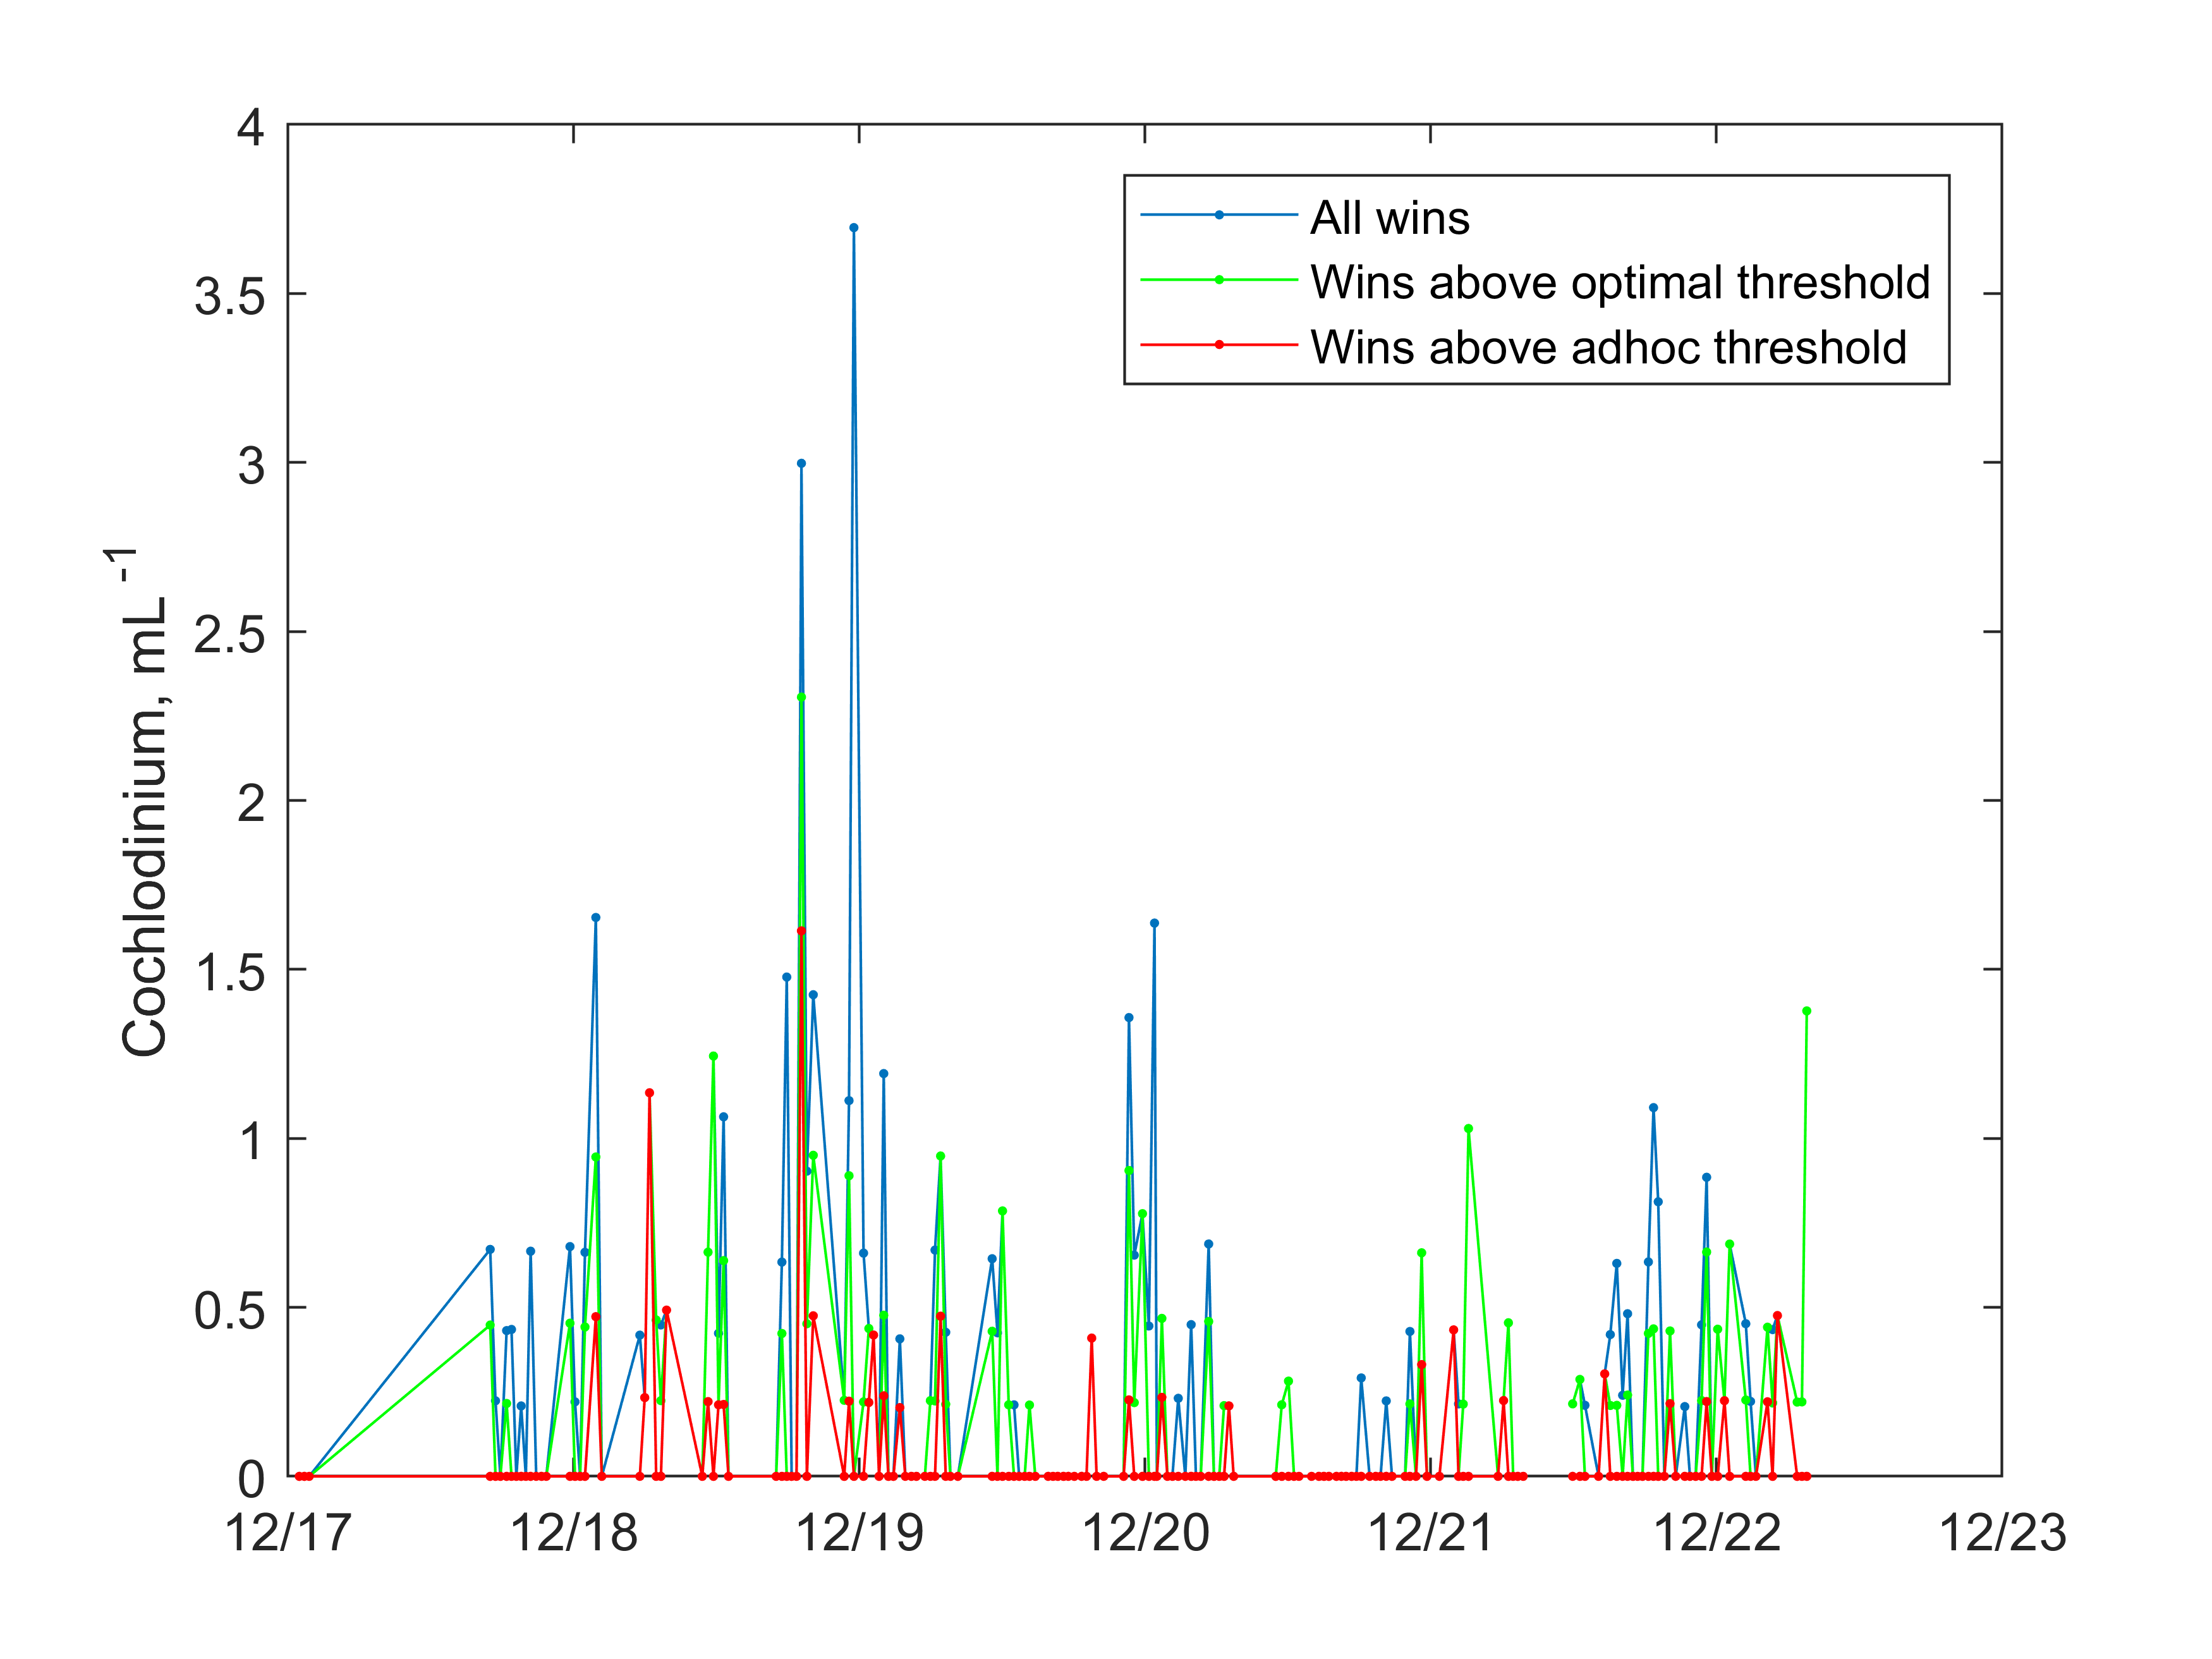 4
3.5
3
2.5
2
1.5
1
0.5
0
Cochlodinium, mL-1
12/17 12/18 12/19 12/20 12/21 12/22 12/23
All wins
Wins above optimal threshold
Wins above adhoc threshold